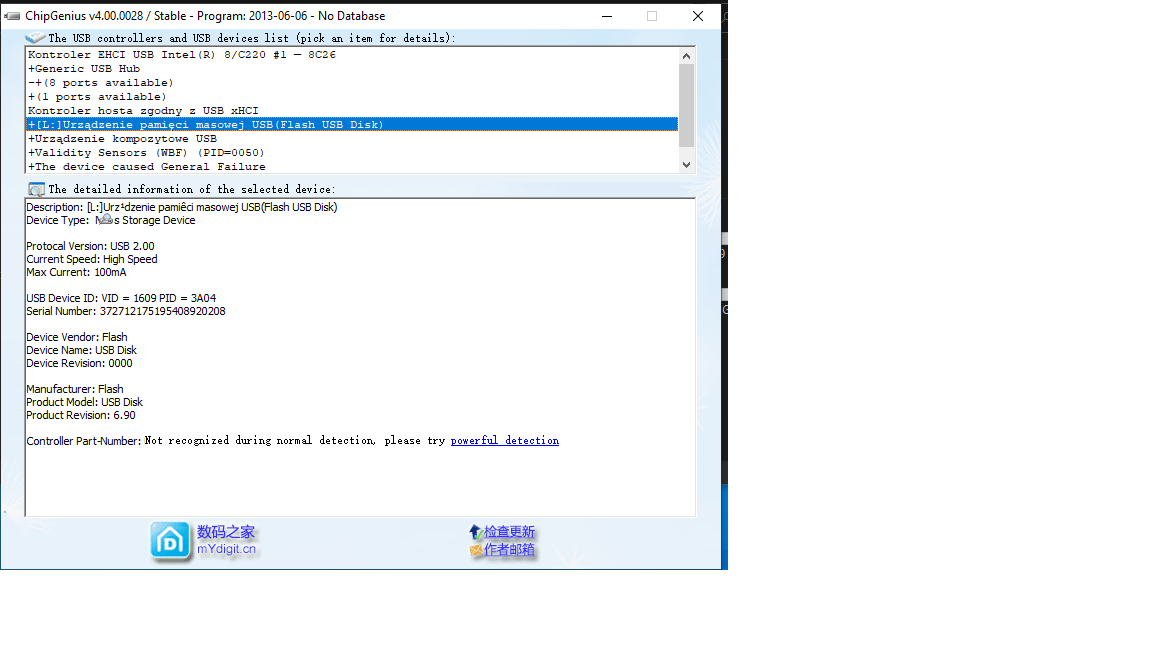 ChipGenius v4.00.0028 / Stable - Program: 2013-06-06 - No Database
The USB controllers and USB devices list (pick an item for details):
Kontroler EHCI USB Intel(R) 8/C220 #1 — 8C26
+Generic USB Hub
-+(8 ports available)
+(1 ports available)
Kontroler hosta zgodny z USB xHCI
+[L:]Urządzenie pamięci masowej USB(Flash USB Disk)
+Urządzenie kompozytowe USB
+Validity Sensors (WBF) (PID=0050)
+The device caused General Failure
The detailed information of the selected device:
Description: [L:]Urz¹dzenie pamiêci masowej USB(Flash USB Disk)
Device Type: s Storage Device
Protocal Version: USB 2.00
Current Speed: High Speed
Max Current: 100mA
USB Device ID: VID = 1609 PID = 3A04
Serial Number: 372712175195408920208
Device Vendor: Flash
Device Name: USB Disk
Device Revision: 0000
Manufacturer: Flash
Product Model: USB Disk
Product Revision: 6.90
Controller Part-Number: Not recognized during normal detection, please try powerful detection
数码之家
mYdigit.cn
检查更新
作者邮箱